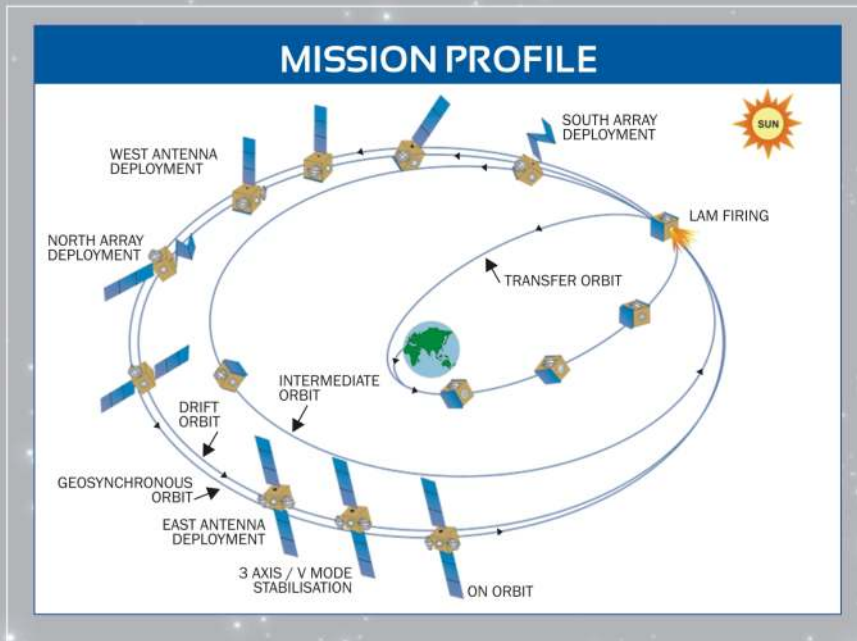 MISSION PROFILE
SOUTH ARRAY
DEPLOYMENT
SUN
WEST ANTENNA
DEPLOYMENT
LAM FIRING
NORTH ARRAY
DEPLOYMENT
TRANSFER ORBIT
INTERMEDIATE
ORBIT
DRIFT
ORBIT
GEOSYNCHRONOUS
ORBIT
EAST ANTENNA
DEPLOYMENT
3 AXIS / V MODE
STABILISATION
ON ORBIT